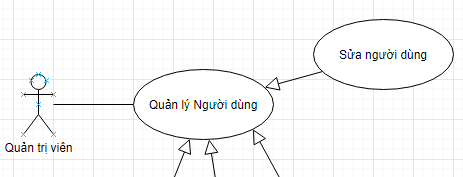 Sửa người dùng
Quản lý Người dùng
Quản trị viên